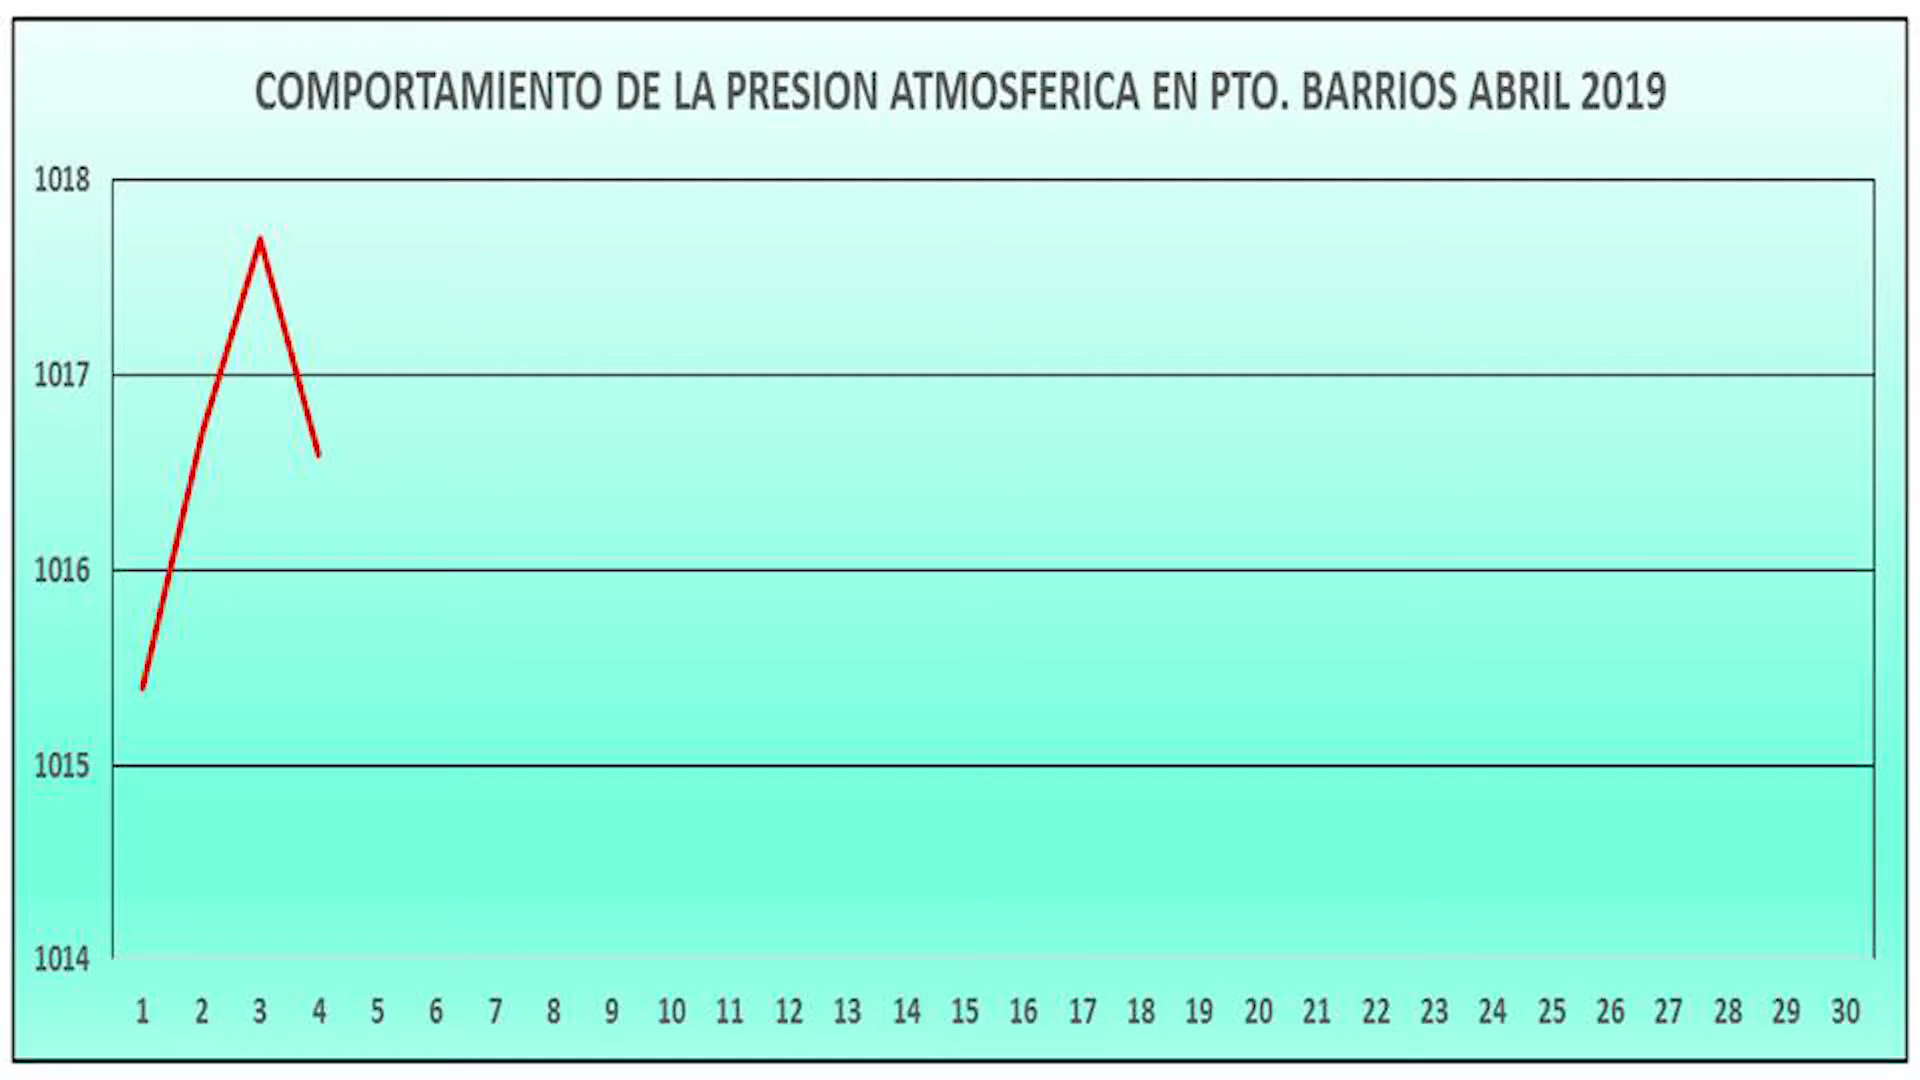 COMPORTAMIENTO DE LA PRESION ATMOSFERICA EN PTO. BARRIOS ABRIL 2019
1018
1017
1016
1015
1014
1 2 3 4 5 6 7 8 9 10 11 12 13 14 15 16 17 18 19 20 21 22 23 24 25 26 27 28 29 30